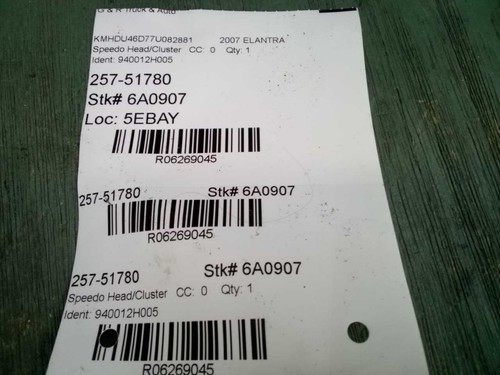 G & R Truck & Auto
KMHDU46D77U082881 2007 ELANTRA
Speedo Head/Cluster CC: 0 Qty: 1
Ident: 940012H005
257-51780
Stk# 6A0907
Loc: 5EBAY
R06269045
257-51780 Stk# 6A0907
R06269045
257-51780 Stk# 6A0907
Speedo Head/Cluster CC: 0 Qty: 1
Ident: 940012H005
R06269045